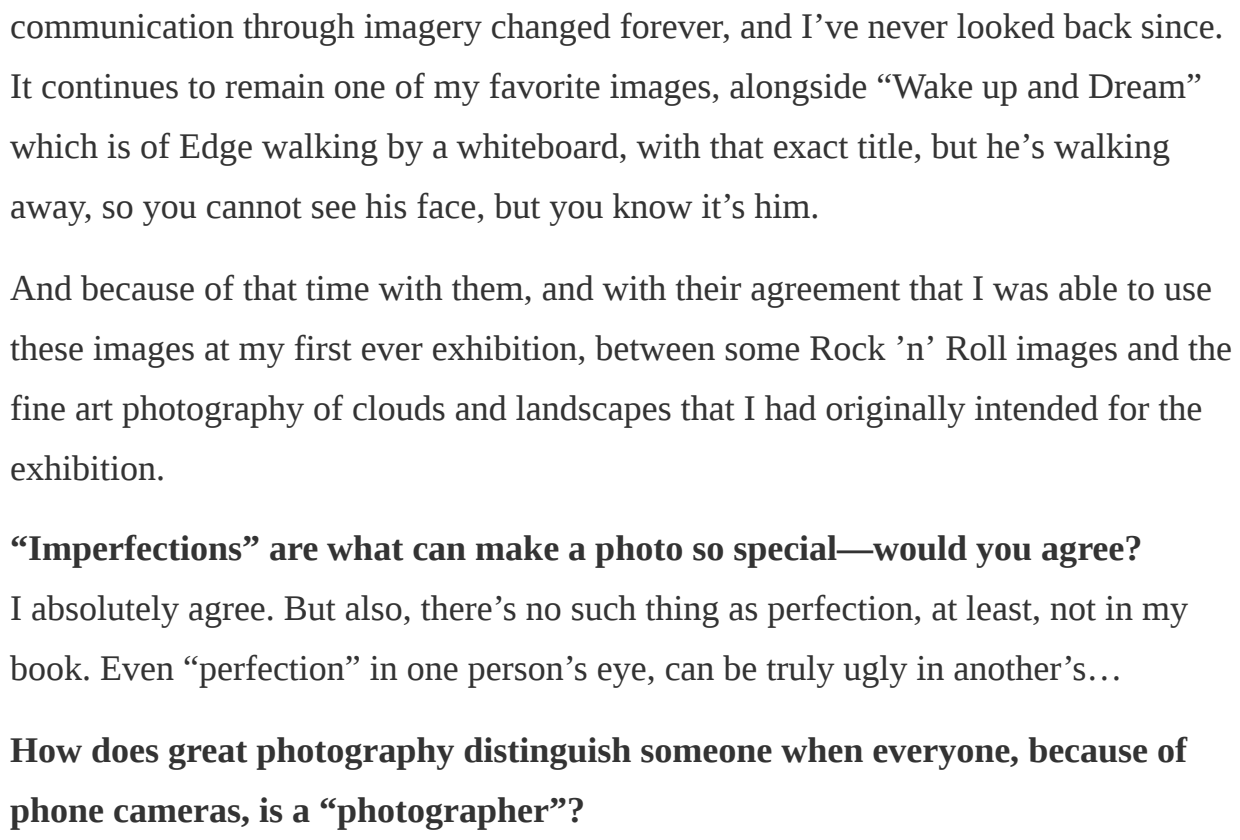 communication through imagery changed forever, and I’ve never looked back since.
It continues to remain one of my favorite images, alongside “Wake up and Dream”
which is of Edge walking by a whiteboard, with that exact title, but he’s walking
away, so you cannot see his face, but you know it’s him.
And because of that time with them, and with their agreement that I was able to use
these images at my first ever exhibition, between some Rock ’n’ Roll images and the
fine art photography of clouds and landscapes that I had originally intended for the
exhibition.
“Imperfections” are what can make a photo so special—would you agree?
I absolutely agree. But also, there’s no such thing as perfection, at least, not in my
book. Even “perfection” in one person’s eye, can be truly ugly in another’s…
How does great photography distinguish someone when everyone, because of
phone cameras, is a “photographer”?